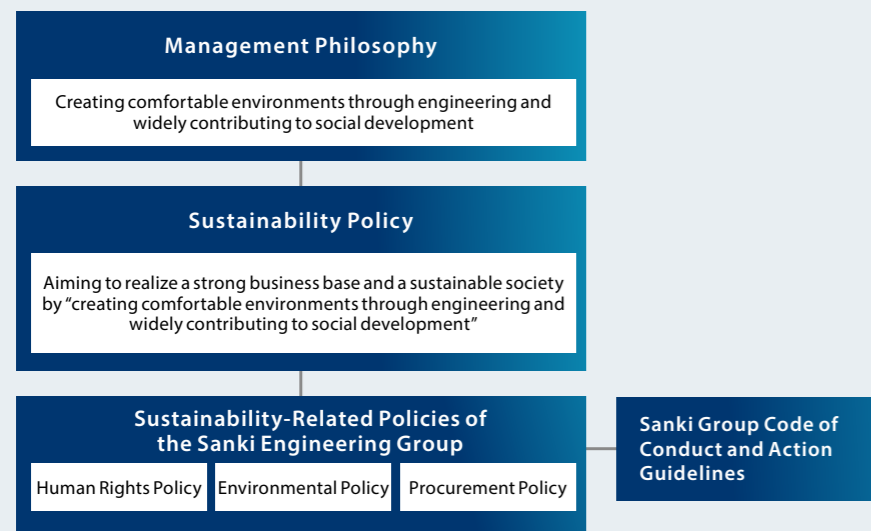 Management Philosophy
Creating comfortable environments through engineering and
widely contributing to social development
Sustainability Policy
Aiming to realize a strong business base and a sustainable society
by “creating comfortable environments through engineering and
widely contributing to social development”
Sustainability-Related Policies of
the Sanki Engineering Group
Human Rights Policy
Environmental Policy
Procurement Policy
Sanki Group Code of
Conduct and Action
Guidelines